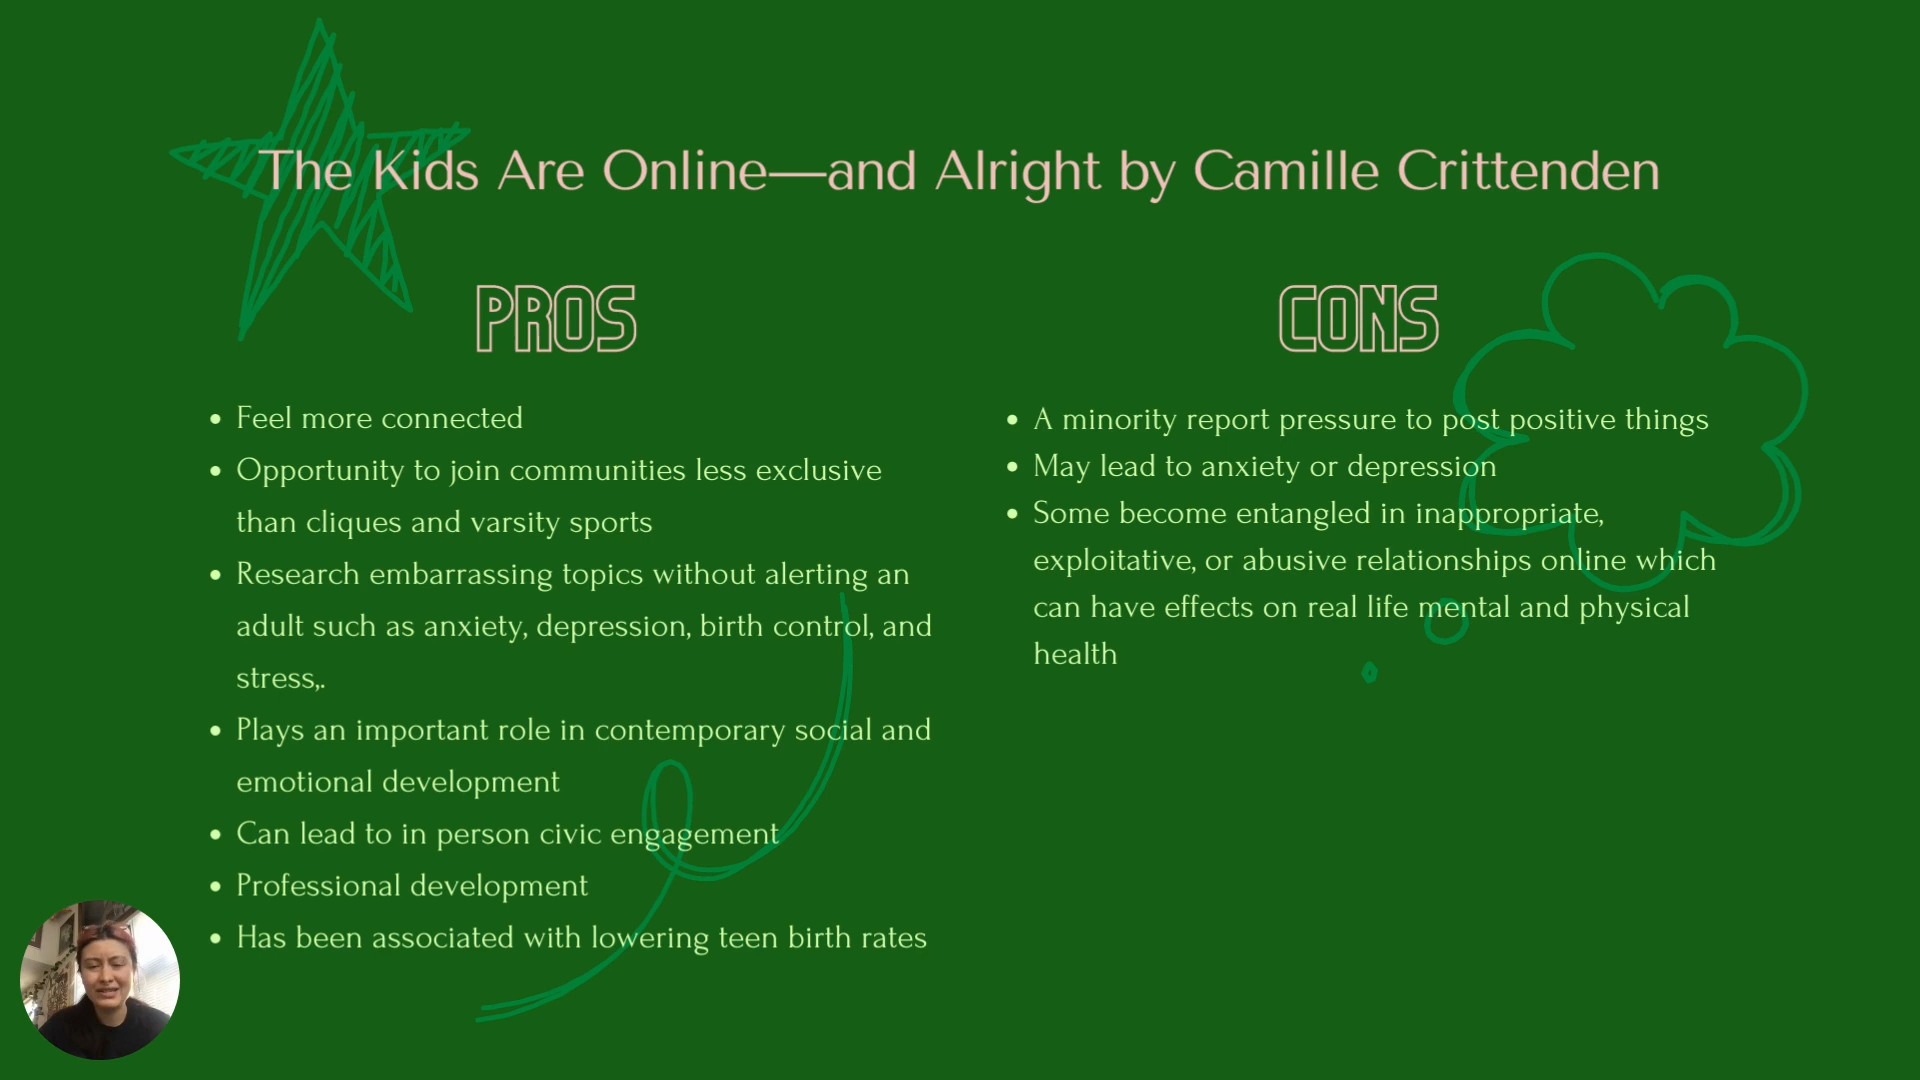 The Kids Are Online—and Alright by Camille Crittenden
PROS
• Feel more connected
• Opportunity to join communities less exclusive
than cliques and varsity sports
• Research embarrassing topics without alerting an
adult such as anxiety, depression, birth control, and
stress,.
• Plays an important role in contemporary social and
emotional development
• Can lead to in person civic engagement
• Professional development
• Has been associated with lowering teen birth rates
CONS
• A minority report pressure to post positive things
• May lead to anxiety or depression
• Some become entangled in inappropriate,
exploitative, or abusive relationships online which
can have effects on real life mental and physical
health